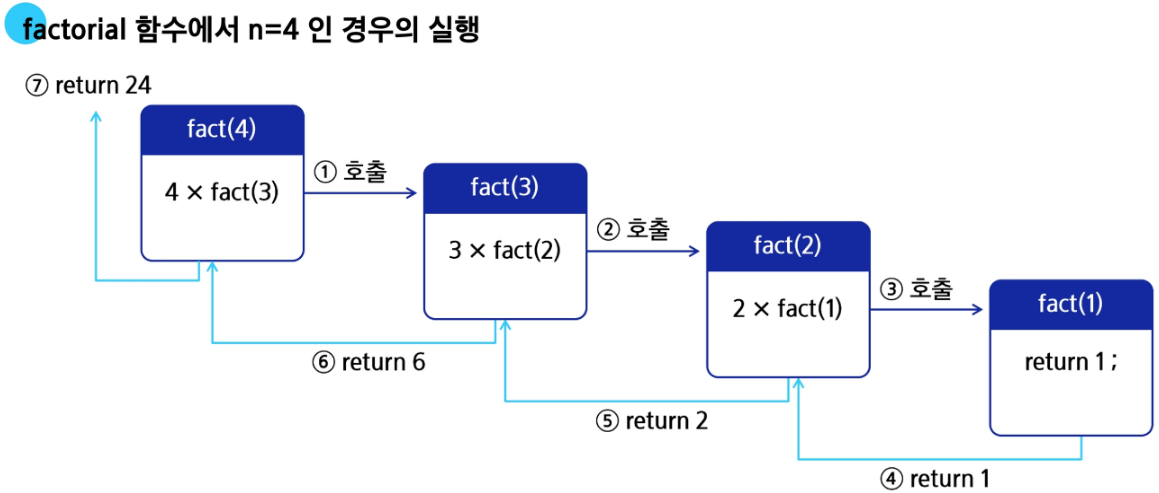 factorial 함수에서 n=4 인 경우의 실행
⑦ return 24
fact(4)
4 × fact(3)
① 호출
fact(3)
3 × fact(2)
② 호출
fact(2)
2 × fact(1)
③ 호출
fact(1)
return 1 ;
⑥ return 6
⑤ return 2
④ return 1